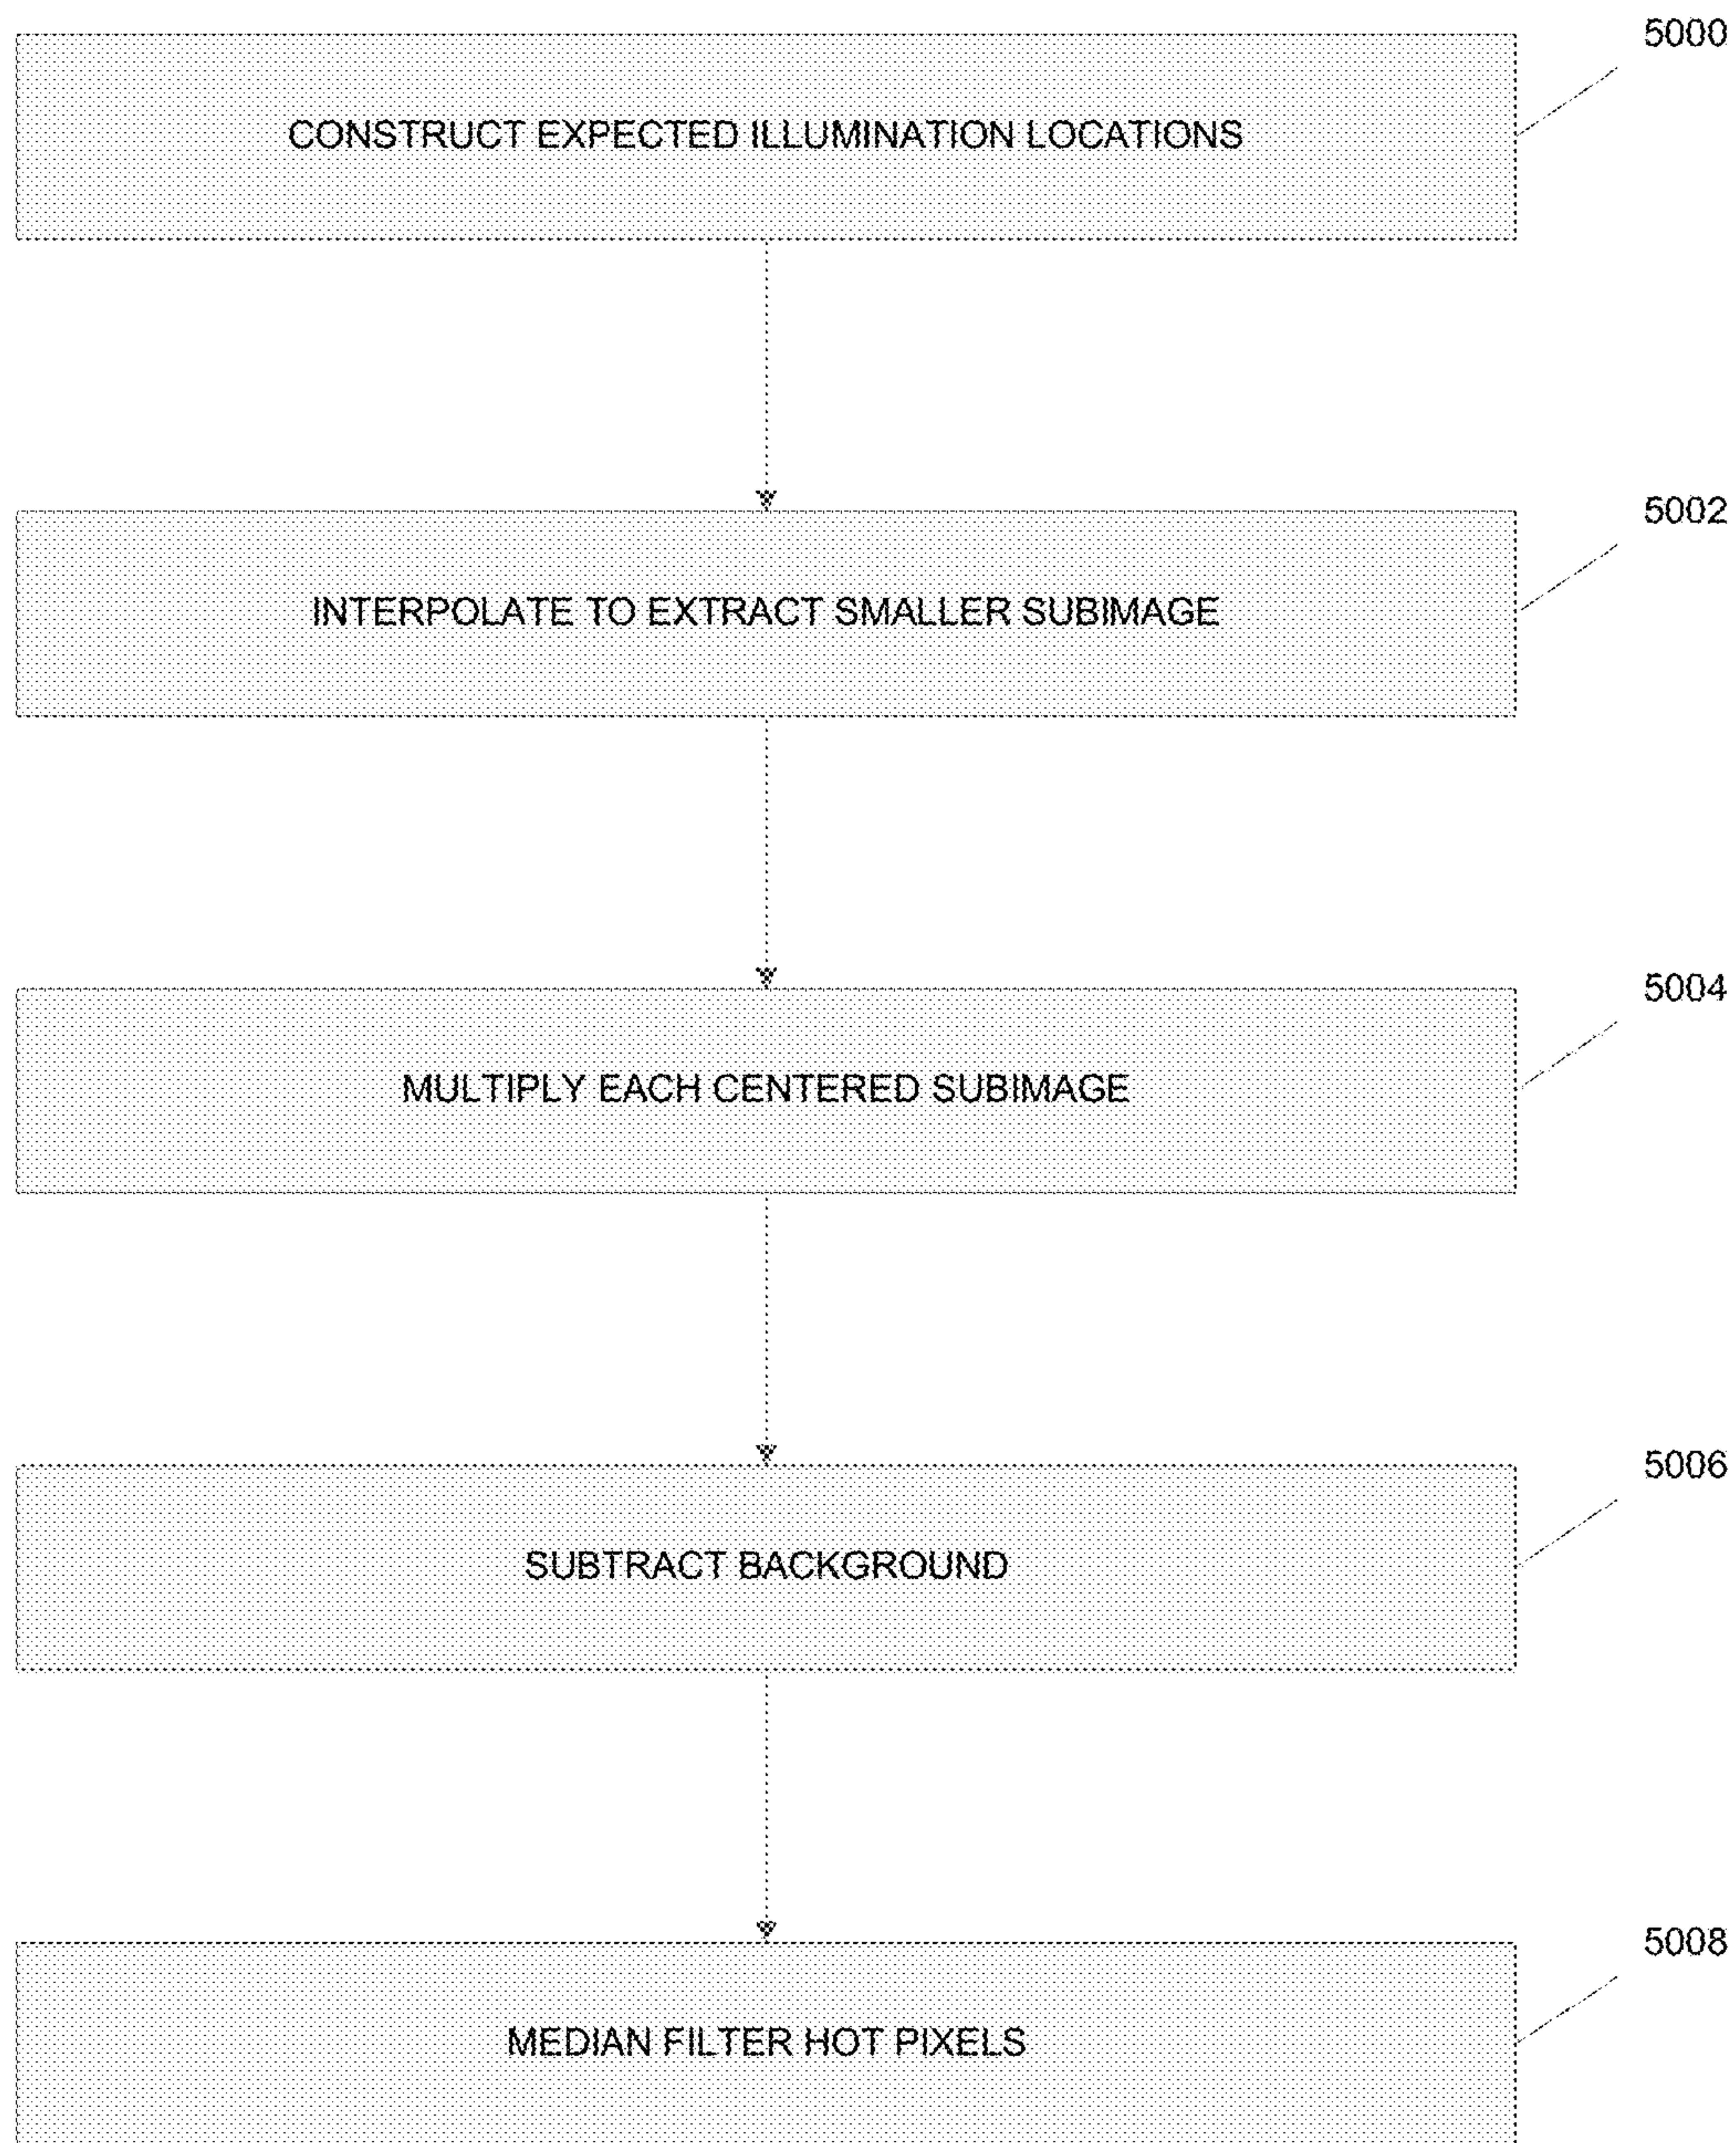 5000
CONSTRUCT EXPECTED ILLUMINATION LOCATIONS
5002
INTERPOLATE TO EXTRACT SMALLER SUBIMAGE
5004
MULTIPLY EACH CENTERED SUBIMAGE
5006
SUBTRACT BACKGROUND
5008
MEDIAN FILTER HOT PIXELS